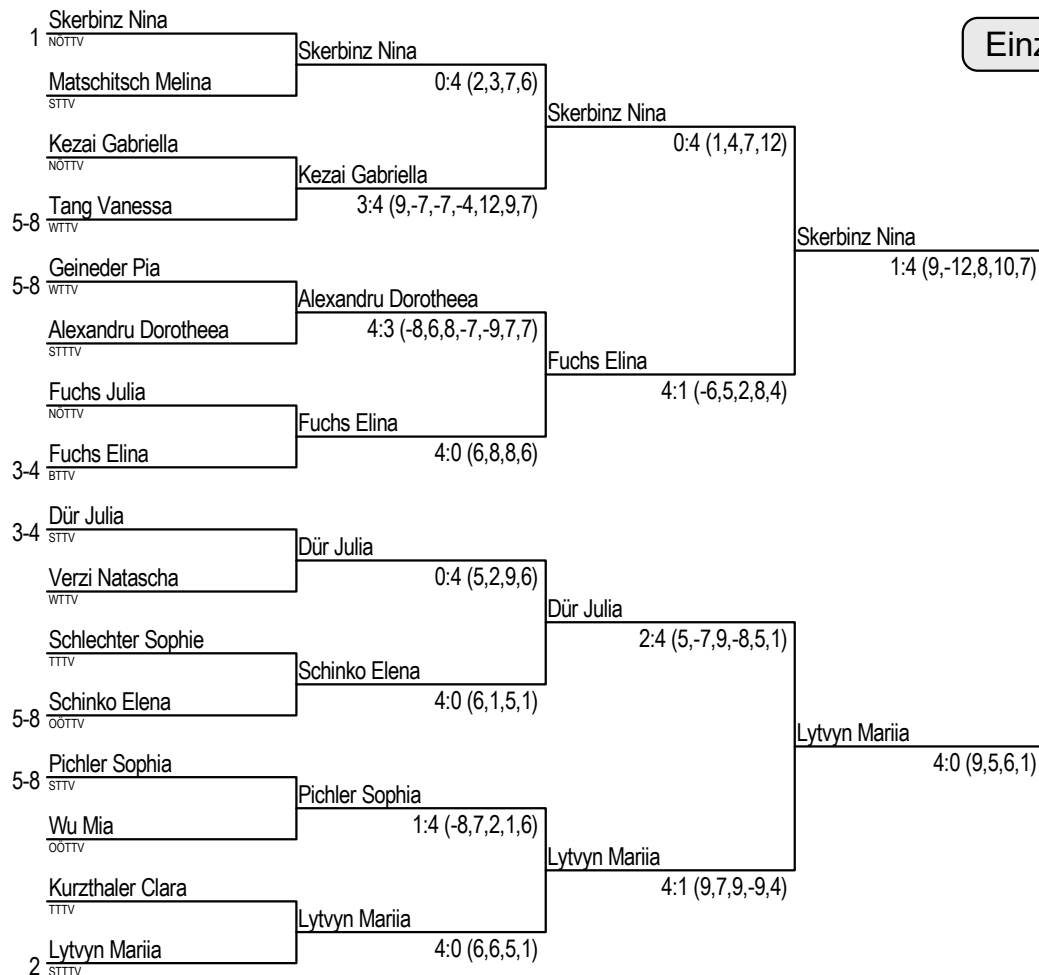 Einz
1 Skerbinz Nina
NÖTTV
Matschitsch Melina
STTV
Kezai Gabriella
NÖTTV
5-8 Tang Vanessa
WTTV
5-8 Geineder Pia
WTTV
Alexandru Dorotheea
STTTV
Fuchs Julia
NÖTTV
3-4 Fuchs Elina
BTTV
3-4 Dür Julia
STTV
Verzi Natascha
WTTV
Schlechter Sophie
TTTV
5-8 Schinko Elena
OÖTTV
5-8 Pichler Sophia
STTV
Wu Mia
OÖTTV
Kurzthaler Clara
TTTV
2 Lytvyn Mariia
STTTV
Skerbinz Nina
0:4 (2,3,7,6)
Kezai Gabriella
3:4 (9,-7,-7,-4,12,9,7)
Alexandru Dorotheea
4:3 (-8,6,8,-7,-9,7,7)
Fuchs Elina
4:0 (6,8,8,6)
Dür Julia
0:4 (5,2,9,6)
Schinko Elena
4:0 (6,1,5,1)
Pichler Sophia
1:4 (-8,7,2,1,6)
Lytvyn Mariia
4:0 (6,6,5,1)
Skerbinz Nina
0:4 (1,4,7,12)
Fuchs Elina
4:1 (-6,5,2,8,4)
Dür Julia
2:4 (5,-7,9,-8,5,1)
Lytvyn Mariia
4:1 (9,7,9,-9,4)
Skerbinz Nina
1:4 (9,-12,8,10,7)
Lytvyn Mariia
4:0 (9,5,6,1)